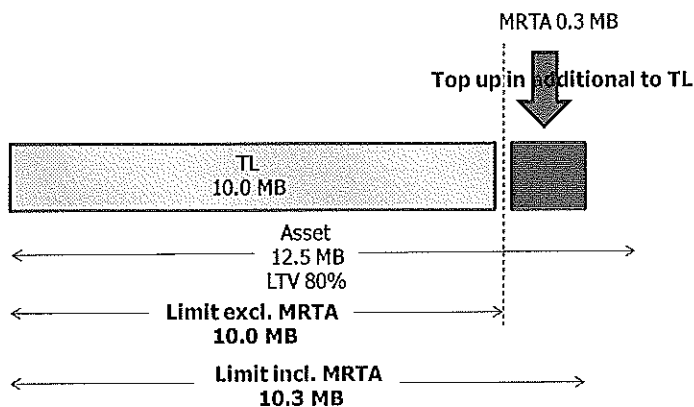 MRTA 0.3 MB
Top up in additional to TL
TL
10.0 MB
Asset
12.5 MB
LTV 80%
Limit excl. MRTA
10.0 MB
Limit incl. MRTA
10.3 MB